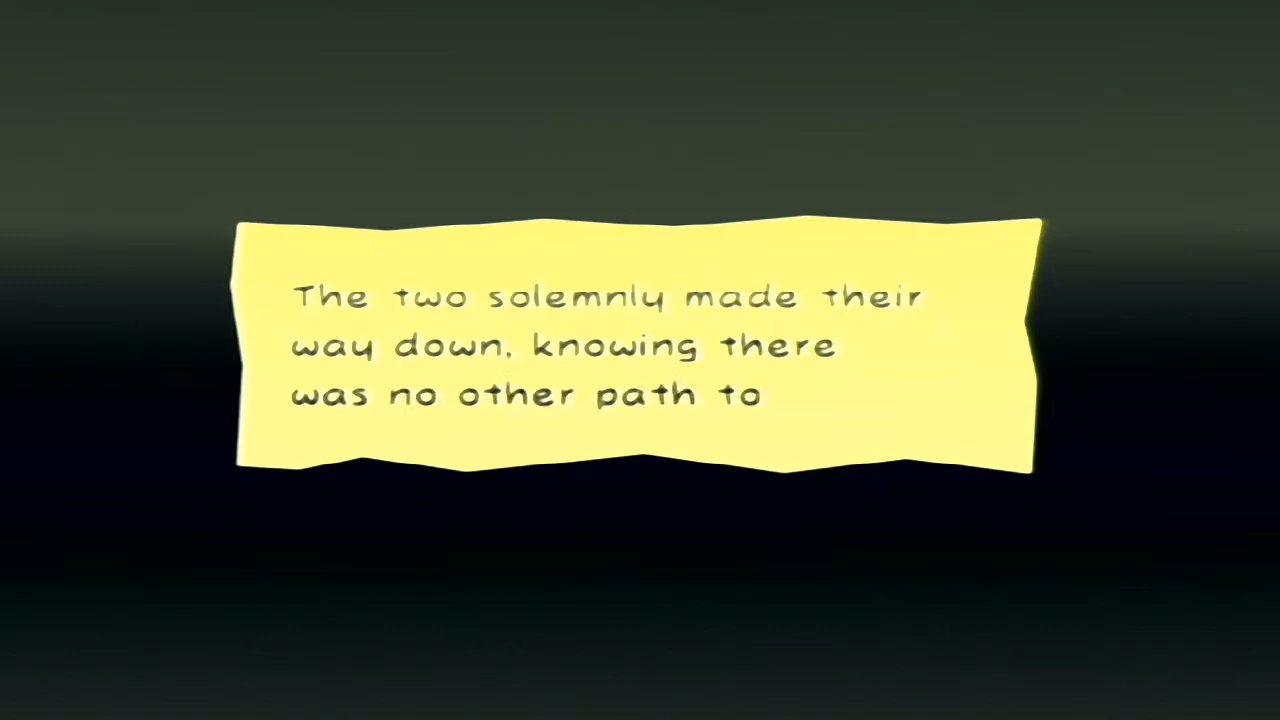 The two solemnly made their
way down, knowing there
was no other path to